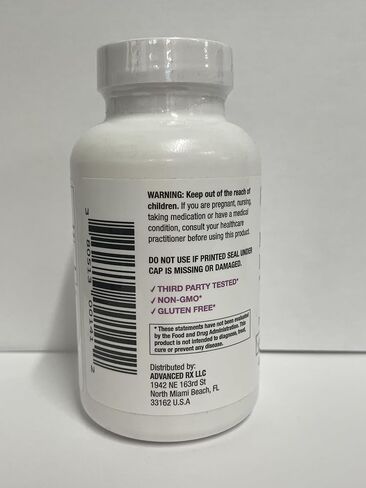 WARNING: Keep out of the reach of
children. If you are pregnant, nursing,
taking medication or have a medical
condition, consult your healthcare
practitioner before using this product.
DO NOT USE IF PRINTED SEAL UNDER
CAP IS MISSING OR DAMAGED.
✓ THIRD PARTY TESTED*
✓ NON-GMO*
✓ GLUTEN FREE*
* These statements have not been evaluated
by the Food and Drug Administration. This
product is not intended to diagnose, treat,
cure or prevent any disease.
Distributed by:
ADVANCED RX LLC
1942 NE 163rd St
North Miami Beach, FL
33162 U.S.A
3 80513 00141 2